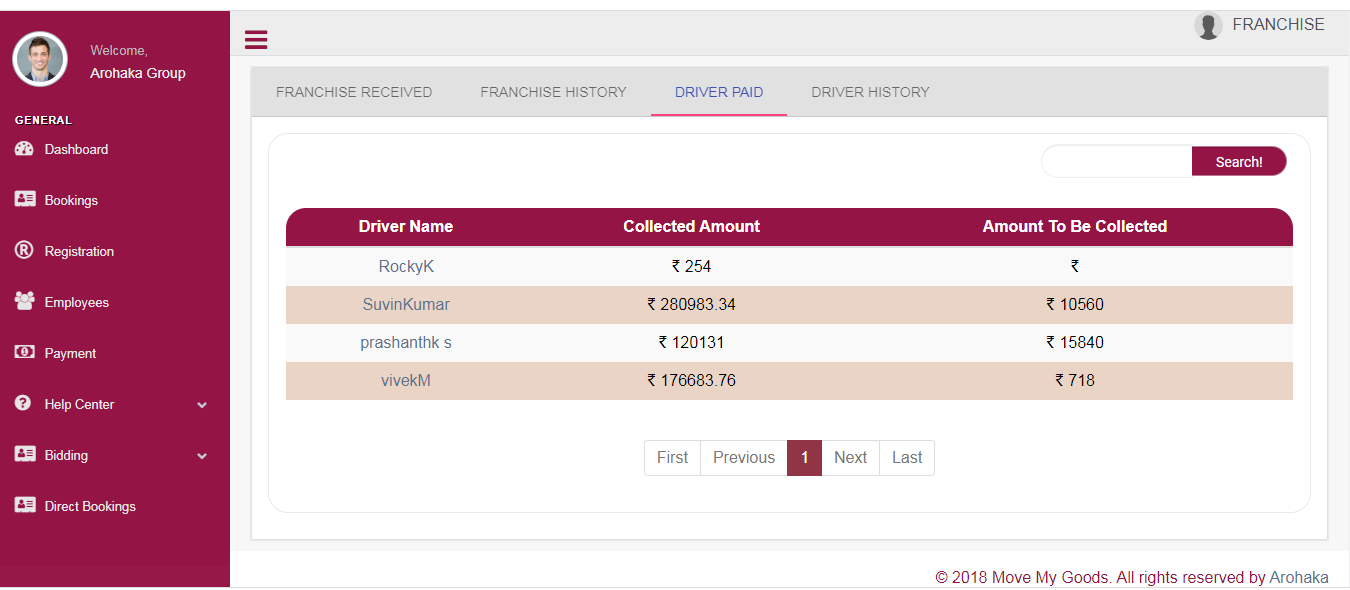 FRANCHISE
Welcome,
Arohaka Group
GENERAL
Dashboard
Bookings
Registration
Employees
Payment
Help Center
Bidding
Direct Bookings
FRANCHISE RECEIVED FRANCHISE HISTORY DRIVER PAID DRIVER HISTORY
Search!
Driver Name Collected Amount Amount To Be Collected
RockyK ₹ 254 ₹
SuvinKumar ₹ 280983.34 ₹ 10560
prashanthk s ₹ 120131 ₹ 15840
vivekM ₹ 176683.76 ₹ 718
First Previous 1 Next Last
© 2018 Move My Goods. All rights reserved by Arohaka